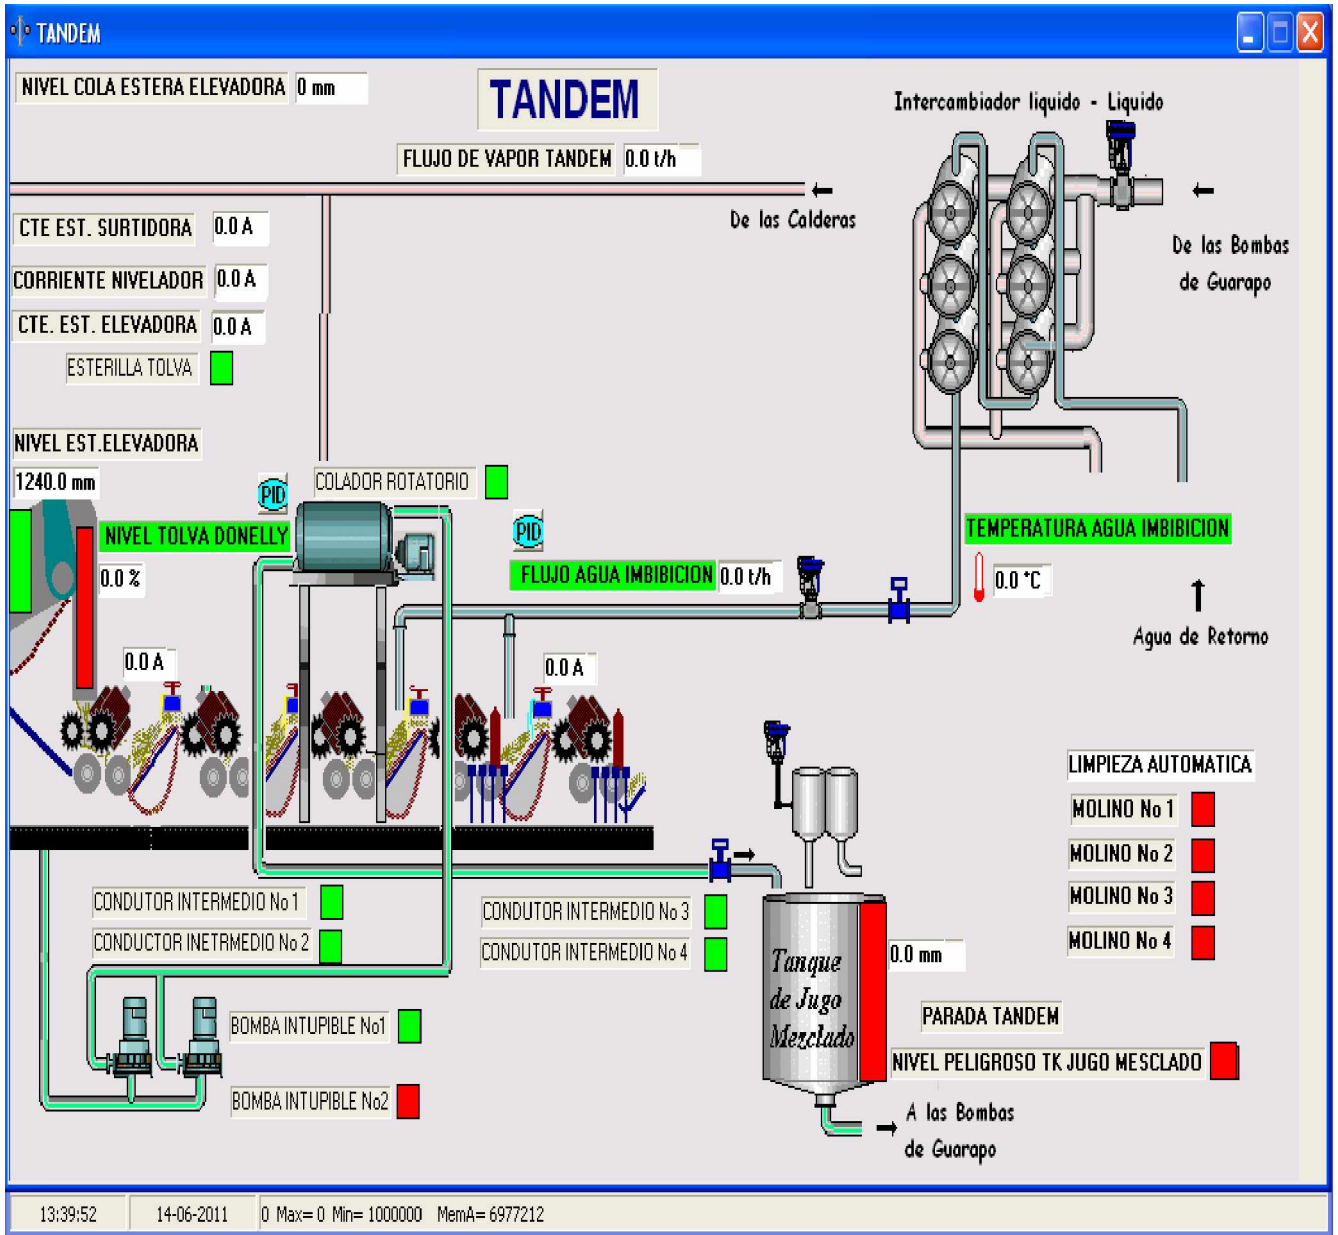 TANDEM
NIVEL COLA ESTERA ELEVADORA 0 mm
TANDEM
Intercambiador liquido - Liquido
FLUJO DE VAPOR TANDEM 0.0 t/h
De las Calderas
CTE EST. SURTIDORA 0.0 A
De las Bombas
de Guarapo
CORRIENTE NIVELADOR 0.0 A
CTE. EST. ELEVADORA 0.0 A
ESTERILLA TOLVA
NIVEL EST.ELEVADORA
1240.0 mm
PID
COLADOR ROTATORIO
NIVEL TOLVA DONELLY
0.0 %
PID
FLUJO AGUA IMBIBICION 0.0 t/h
TEMPERATURA AGUA IMBIBICION
0.0 °C
Agua de Retorno
0.0 A
0.0 A
LIMPIEZA AUTOMATICA
MOLINO No 1
MOLINO No 2
MOLINO No 3
MOLINO No 4
CONDUTOR INTERMEDIO No 1
CONDUCTOR INETRMEDIO No 2
CONDUTOR INTERMEDIO No 3
CONDUTOR INTERMEDIO No 4
Tanque
de Jugo
Mezclado
0.0 mm
PARADA TANDEM
NIVEL PELIGROSO TK JUGO MESCLADO
BOMBA INTUPIBLE No1
BOMBA INTUPIBLE No2
A las Bombas
de Guarapo
13:39:52 14-06-2011 0 Max= 0 Min= 1000000 MemA= 6977212